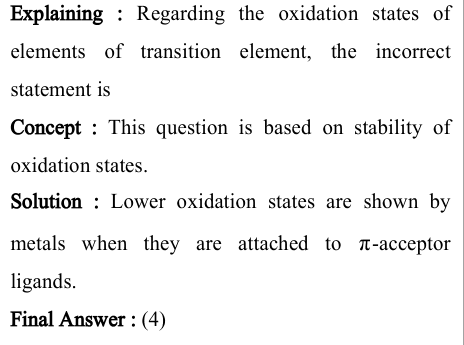 Explaining : Regarding the oxidation states of
elements of transition element, the incorrect
statement is
Concept : This question is based on stability of
oxidation states.
Solution : Lower oxidation states are shown by
metals when they are attached to π-acceptor
ligands.
Final Answer : (4)